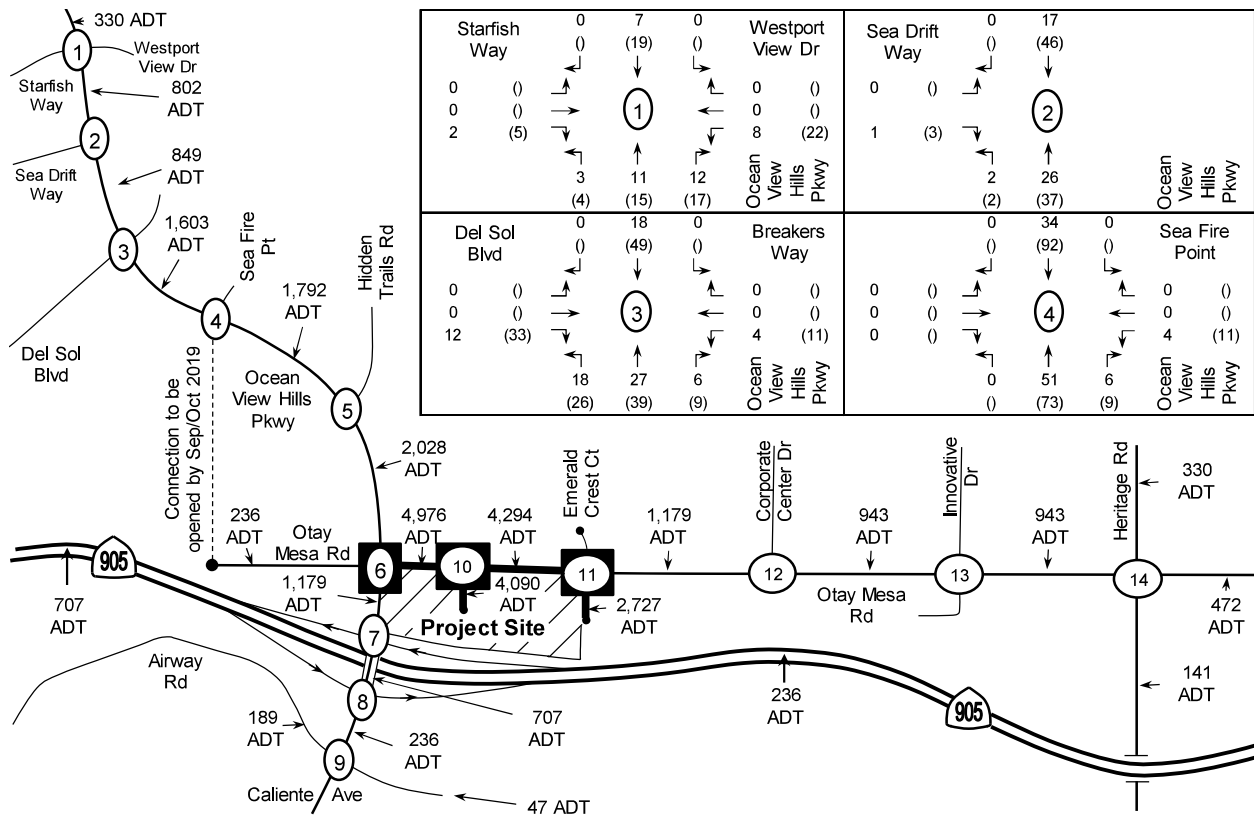 330 ADT
1
Westport
View Dr
Starfish
Way
802
ADT
2
Sea Drift
Way
849
ADT
1,603
ADT
3
Del Sol
Blvd
Sea Fire
Pt
4
1,792
ADT
Hidden
Trails Rd
Ocean
View Hills
Pkwy
5
Connection to be
opened by Sep/Oct 2019
2,028
ADT
Starfish
Way
0 7 0
() (19) ()
Westport
View Dr
0 ()
0 ()
2 (5)
1
0 ()
0 ()
8 (22)
3 11 12
(4) (15) (17)
Ocean
View
Hills
Pkwy
Sea Drift
Way
0 17
() (46)
0 ()
1 (3)
2
2 26
(2) (37)
Ocean
View
Hills
Pkwy
Del Sol
Blvd
0 18 0
() (49) ()
Breakers
Way
0 ()
0 ()
12 (33)
3
0 ()
0 ()
4 (11)
18 27 6
(26) (39) (9)
Ocean
View
Hills
Pkwy
0 34 0
() (92) ()
Sea Fire
Point
0 ()
0 ()
0 ()
4
0 ()
0 ()
4 (11)
0 51 6
() (73) (9)
Ocean
View
Hills
Pkwy
236
ADT
Otay
Mesa Rd
6
4,976
ADT
10
4,294
ADT
Emerald
Crest Ct
11
1,179
ADT
Corporate
Center Dr
12
943
ADT
Innovative
Dr
13
Otay Mesa
Rd
943
ADT
Heritage Rd
330
ADT
14
472
ADT
141
ADT
905
707
ADT
1,179
ADT
4,090
ADT
2,727
ADT
Project Site
7
8
707
ADT
236
ADT
905
Airway
Rd
189
ADT
236
ADT
9
Caliente Ave
47 ADT